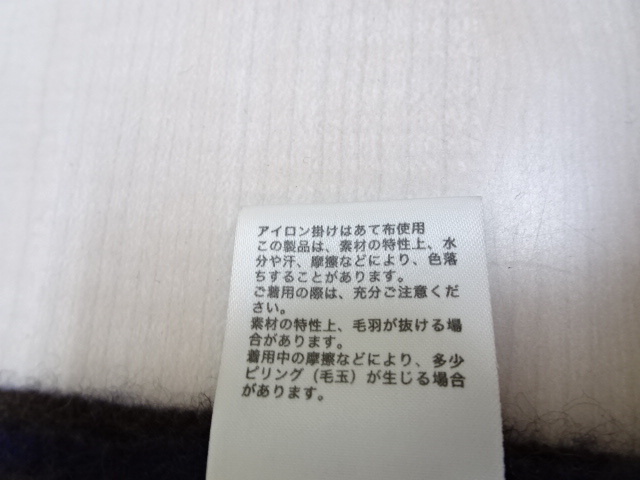 アイロン掛けはあて布使用
この製品は、素材の特性上、水
分や汗、摩擦などにより、色落
ちすることがあります。
ご着用の際は、充分ご注意くだ
さい。
素材の特性上、毛羽が抜ける場
合があります。
着用中の摩擦などにより、多少
ピリング（毛玉）が生じる場合
があります。